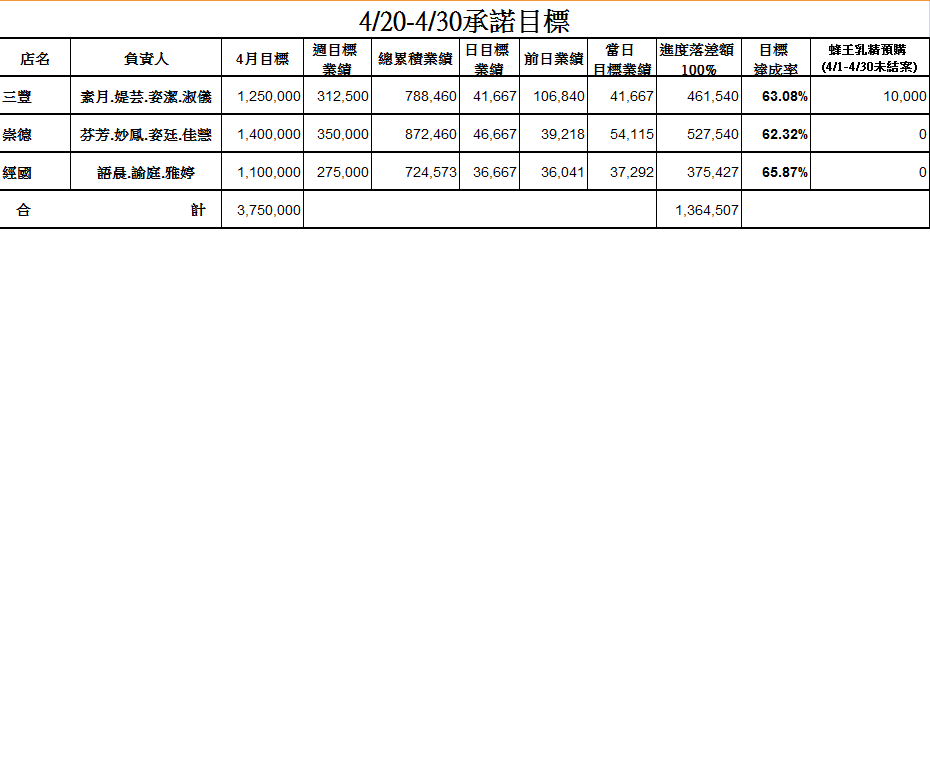 4/20-4/30承諾目標
店名 負責人 4月目標 週目標業績 總累積業績 日目標業績 前日業績 當日目標業績 進度落差額100% 目標達成率 蜂王乳精預購(4/1-4/30未結案)
三豐 素月.媞芸.姿潔.淑儀 1,250,000 312,500 788,460 41,667 106,840 41,667 461,540 63.08% 10,000
崇德 芬芳.妙鳳.姿廷.佳慧 1,400,000 350,000 872,460 46,667 39,218 54,115 527,540 62.32% 0
經國 語晨.諭庭.雅婷 1,100,000 275,000 724,573 36,667 36,041 37,292 375,427 65.87% 0
合 計 3,750,000 1,364,507